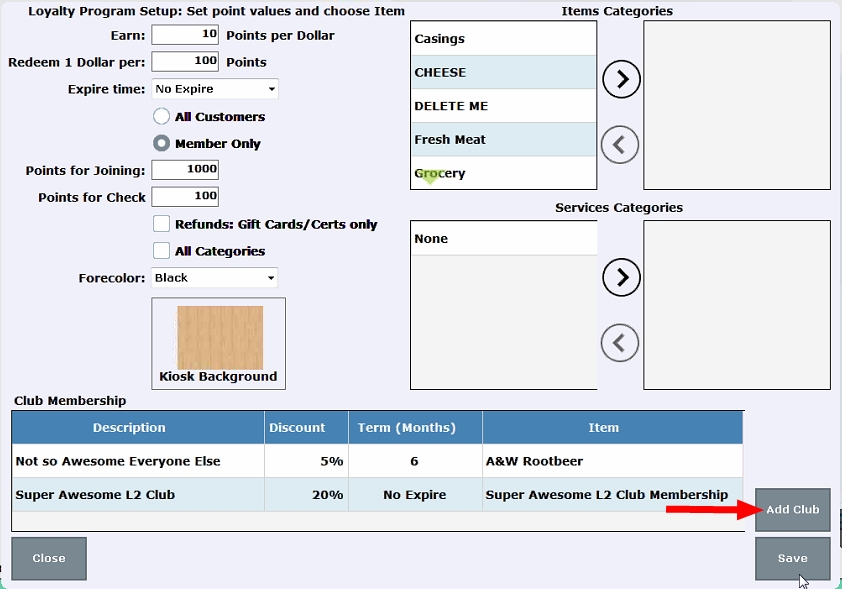 Loyalty Program Setup: Set point values and choose Item
Items Categories
Earn: 10 Points per Dollar
Redeem 1 Dollar per: 100 Points
Expire time: No Expire
All Customers
Member Only
Points for Joining: 1000
Points for Check 100
Refunds: Gift Cards/Certs only
All Categories
Forecolor: Black
Kiosk Background
Casings
CHEESE
DELETE ME
Fresh Meat
Grocery
Services Categories
None
Club Membership
Description Discount Term (Months) Item
Not so Awesome Everyone Else 5% 6 A&W Rootbeer
Super Awesome L2 Club 20% No Expire Super Awesome L2 Club Membership
Add Club
Close
Save